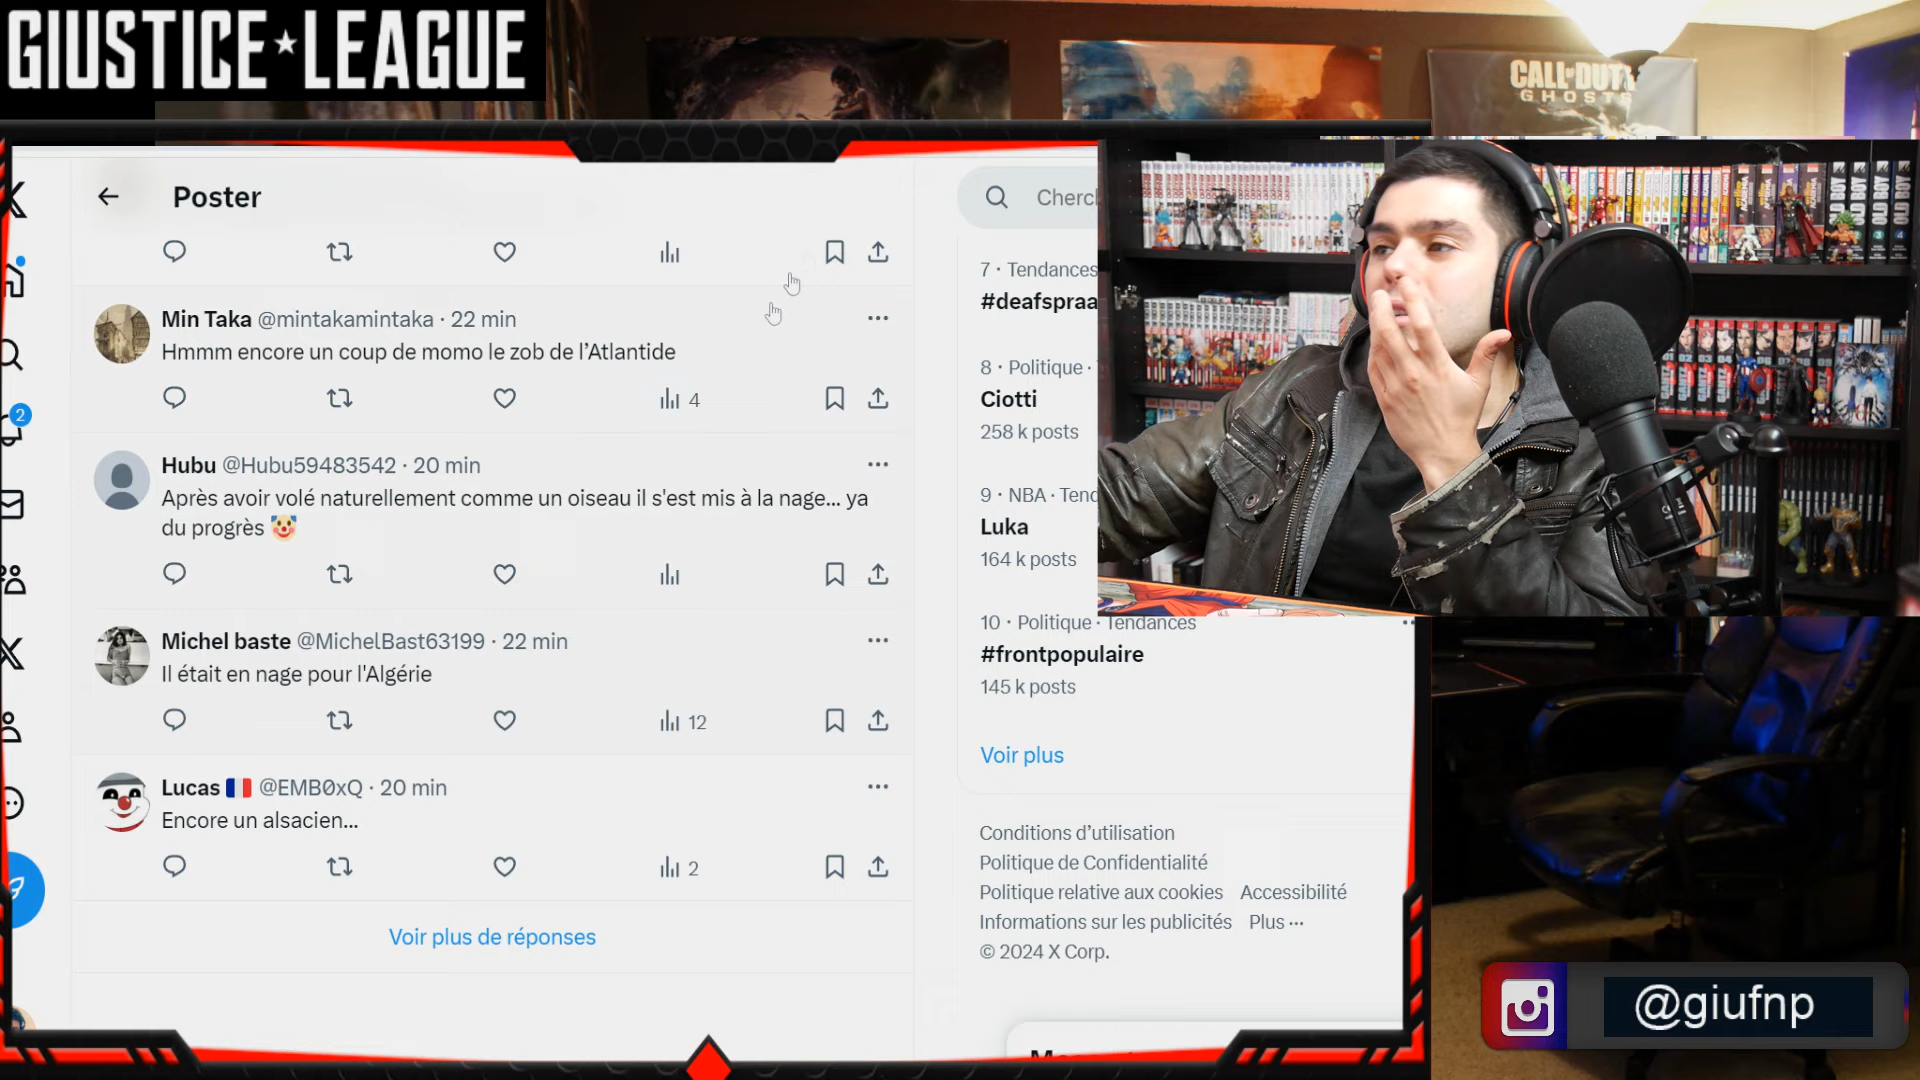 GIUSTICE★LEAGUE
CALL OF DUTY
GHOSTS
Poster
Min Taka @mintakamintaka · 22 min
Hmmm encore un coup de momo le zob de l’Atlantide
4
Hubu @Hubu59483542 · 20 min
Après avoir volé naturellement comme un oiseau il s'est mis à la nage... ya
du progrès 🤡
Michel baste @MichelBast63199 · 22 min
Il était en nage pour l'Algérie
12
Lucas 🇫🇷 @EMB0xQ · 20 min
Encore un alsacien...
2
Voir plus de réponses
2
Cherc
7 · Tendances
#deafspraa
8 · Politique ·
Ciotti
258 k posts
9 · NBA · Tend
Luka
164 k posts
10 · Politique · Tendances
#frontpopulaire
145 k posts
Voir plus
Conditions d’utilisation
Politique de Confidentialité
Politique relative aux cookies Accessibilité
Informations sur les publicités Plus ···
© 2024 X Corp.
OLD BOY
OLD BOY
@giufnp